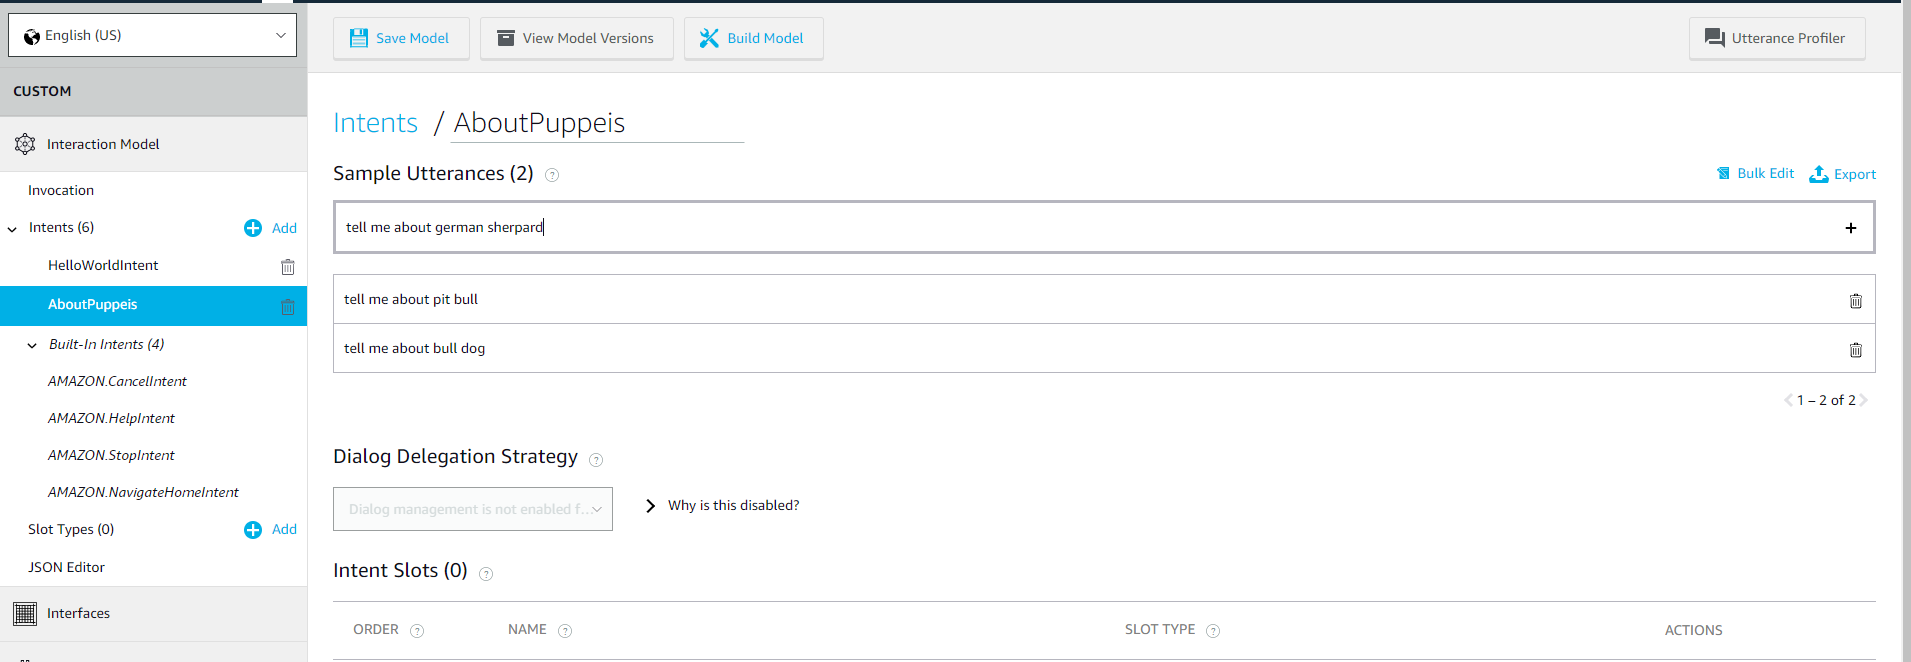 English (US)
Save Model
View Model Versions
Build Model
Utterance Profiler
CUSTOM
Interaction Model
Invocation
Intents (6)
Add
HelloWorldIntent
AboutPuppeis
Built-In Intents (4)
AMAZON.CancelIntent
AMAZON.HelpIntent
AMAZON.StopIntent
AMAZON.NavigateHomeIntent
Slot Types (0)
Add
JSON Editor
Interfaces
Intents / AboutPuppeis
Sample Utterances (2) ?
Bulk Edit
Export
tell me about german sherpard
+
tell me about pit bull
tell me about bull dog
1 – 2 of 2
Dialog Delegation Strategy ?
Dialog management is not enabled f...
Why is this disabled?
Intent Slots (0) ?
ORDER ?
NAME ?
SLOT TYPE ?
ACTIONS